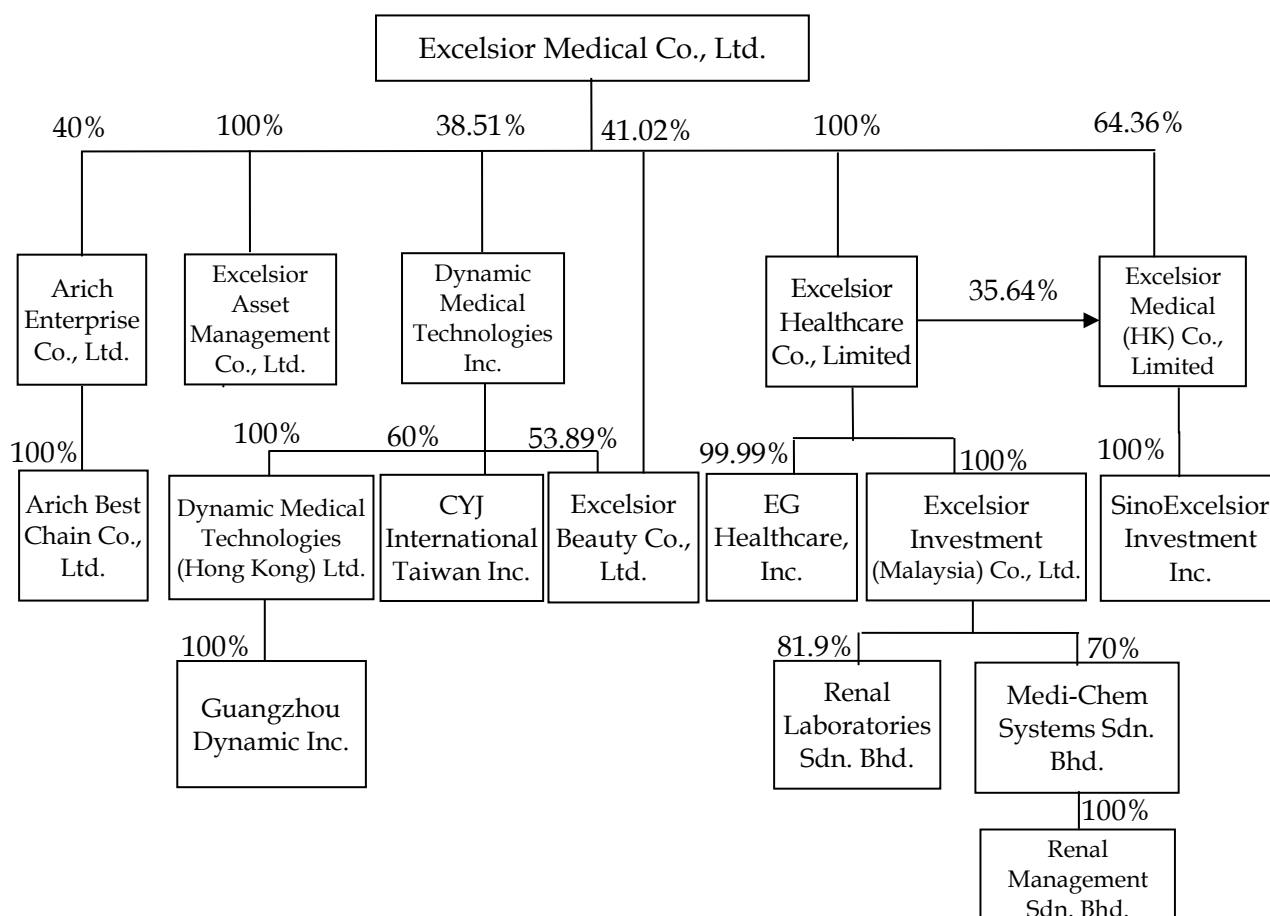 Excelsior Medical Co., Ltd.
40%
100%
38.51%
41.02%
100%
64.36%
Arich
Enterprise
Co., Ltd.
Excelsior
Asset
Management
Co., Ltd.
Dynamic
Medical
Technologies
Inc.
Excelsior
Healthcare
Co., Limited
35.64%
Excelsior
Medical
(HK) Co.,
Limited
100%
100%
60%
53.89%
99.99%
100%
100%
Arich Best
Chain Co.,
Ltd.
Dynamic Medical
Technologies
(Hong Kong) Ltd.
CYJ
International
Taiwan Inc.
Excelsior
Beauty Co.,
Ltd.
EG
Healthcare,
Inc.
Excelsior
Investment
(Malaysia) Co., Ltd.
SinoExcelsior
Investment
Inc.
100%
81.9%
70%
Guangzhou
Dynamic Inc.
Renal
Laboratories
Sdn. Bhd.
Medi-Chem
Systems Sdn.
Bhd.
100%
Renal
Management
Sdn. Bhd.